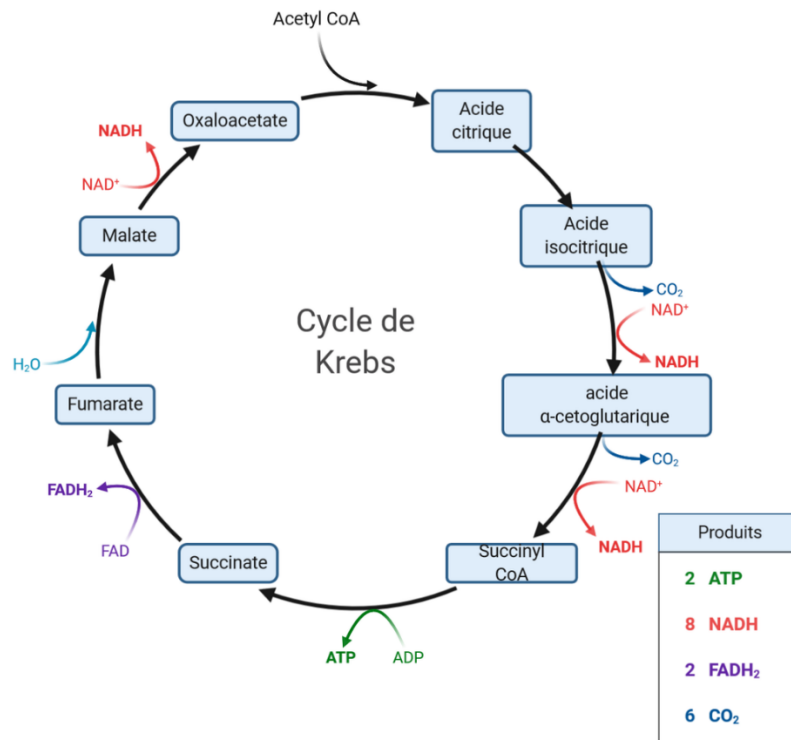 Acetyl CoA
Oxaloacetate
Acide
citrique
NADH
NAD⁺
Malate
Acide
isocitrique
CO₂
NAD⁺
NADH
Cycle de
Krebs
H₂O
Fumarate
acide
α-cetoglutarique
CO₂
NAD⁺
NADH
FADH₂
FAD
Succinate
Succinyl
CoA
ATP
ADP
Produits
2 ATP
8 NADH
2 FADH₂
6 CO₂